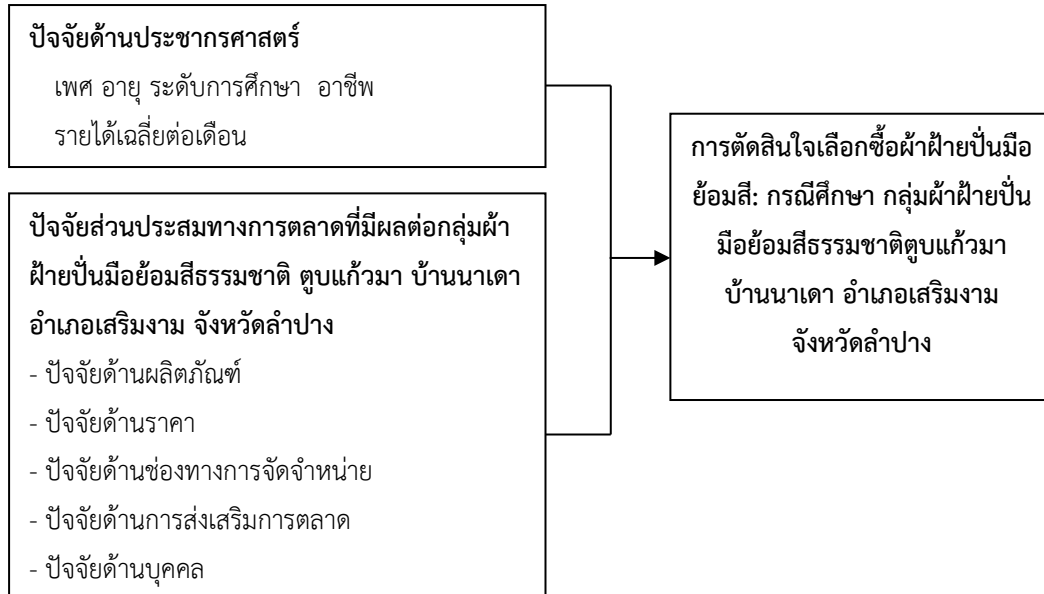 ปัจจัยด้านประชากรศาสตร์
เพศ อายุ ระดับการศึกษา อาชีพ
รายได้เฉลี่ยต่อเดือน
ปัจจัยส่วนประสมทางการตลาดที่มีผลต่อกลุ่มผ้า
ฝ้ายปั่นมือย้อมสีธรรมชาติ ตูบแก้วมา บ้านนาเดา
อำเภอเสริมงาม จังหวัดลำปาง
- ปัจจัยด้านผลิตภัณฑ์
- ปัจจัยด้านราคา
- ปัจจัยด้านช่องทางการจัดจำหน่าย
- ปัจจัยด้านการส่งเสริมการตลาด
- ปัจจัยด้านบุคคล
การตัดสินใจเลือกซื้อผ้าฝ้ายปั่นมือ
ย้อมสี: กรณีศึกษา กลุ่มผ้าฝ้ายปั่น
มือย้อมสีธรรมชาติตูบแก้วมา
บ้านนาเดา อำเภอเสริมงาม
จังหวัดลำปาง